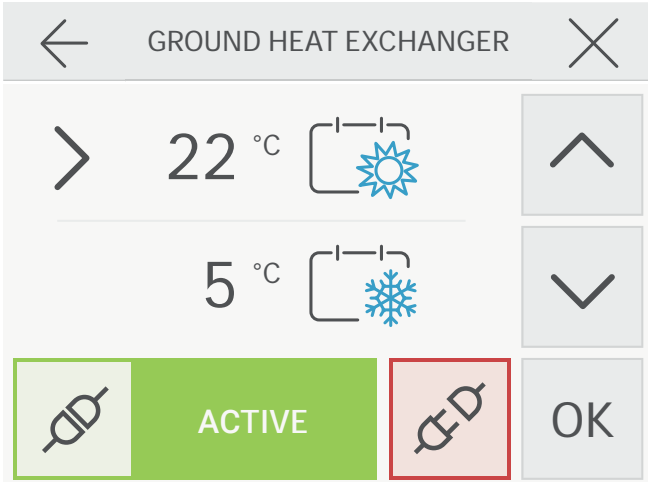 GROUND HEAT EXCHANGER
22 °C
5 °C
ACTIVE
OK